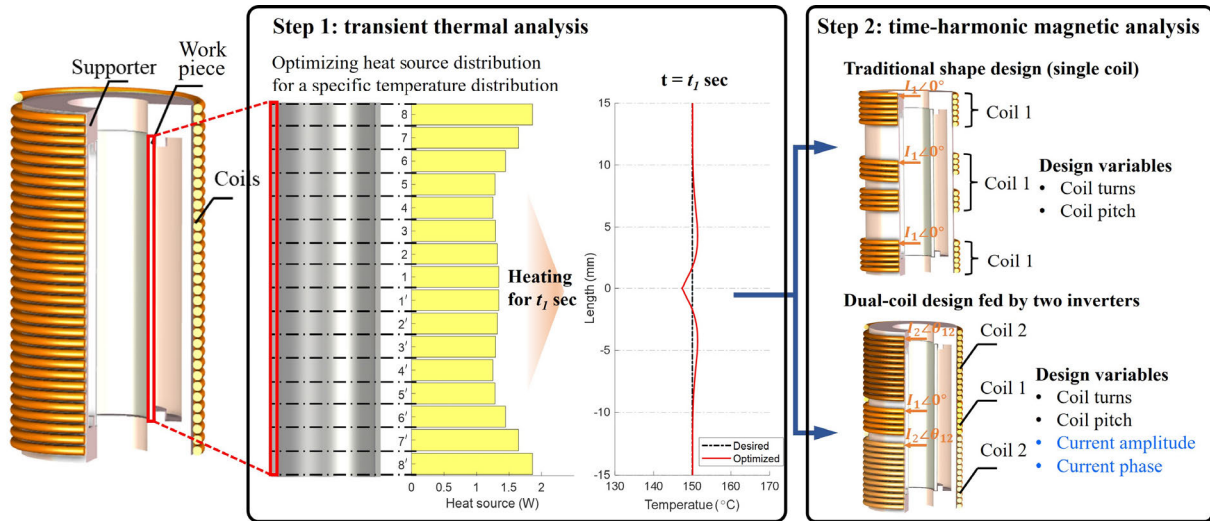 Supporter
Work
piece
Coils
Step 1: transient thermal analysis
Optimizing heat source distribution
for a specific temperature distribution
8
7
6
5
4
3
2
1
1'
2'
3'
4'
5'
6'
7'
8'
0
0.5
1
1.5
2
Heat source (W)
Heating
for t1 sec
t = t1 sec
15
10
5
0
-5
-10
-15
Length (mm)
Desired
Optimized
130
140
150
160
170
Temperatue (°C)
Step 2: time-harmonic magnetic analysis
Traditional shape design (single coil)
I1∠0°
Coil 1
I1∠0°
Coil 1
I1∠0°
Coil 1
Design variables
• Coil turns
• Coil pitch
Dual-coil design fed by two inverters
I2∠θ12
Coil 2
I1∠0°
Coil 1
I2∠θ12
Coil 2
Design variables
• Coil turns
• Coil pitch
• Current amplitude
• Current phase